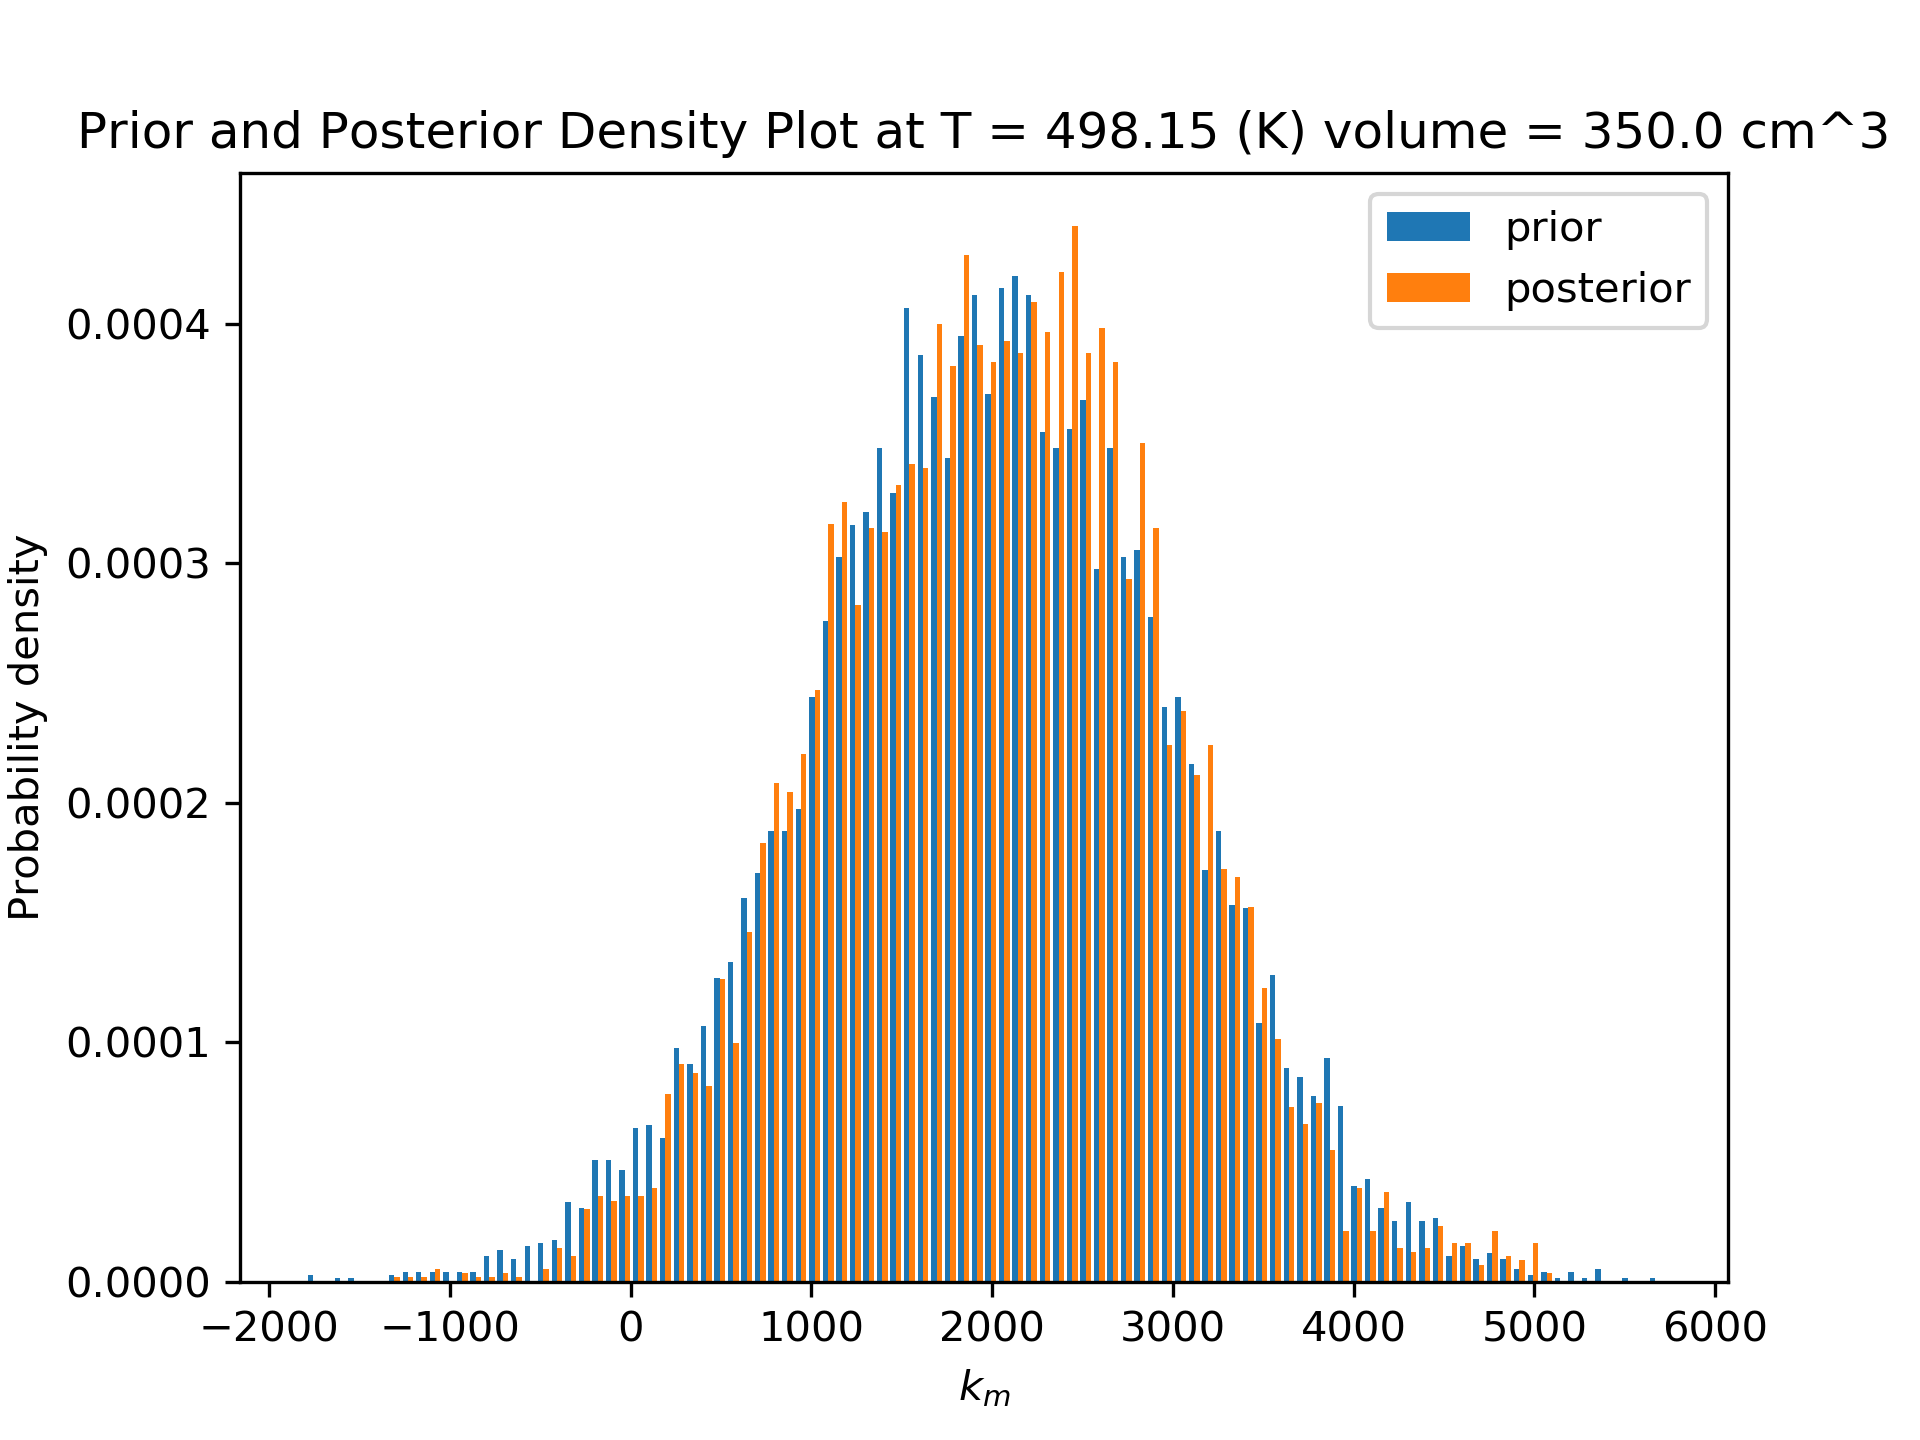 Prior and Posterior Density Plot at T = 498.15 (K) volume = 350.0 cm^3
prior
posterior
Probability density
0.0004
0.0003
0.0002
0.0001
0.0000
−2000 −1000 0 1000 2000 3000 4000 5000 6000
k_m